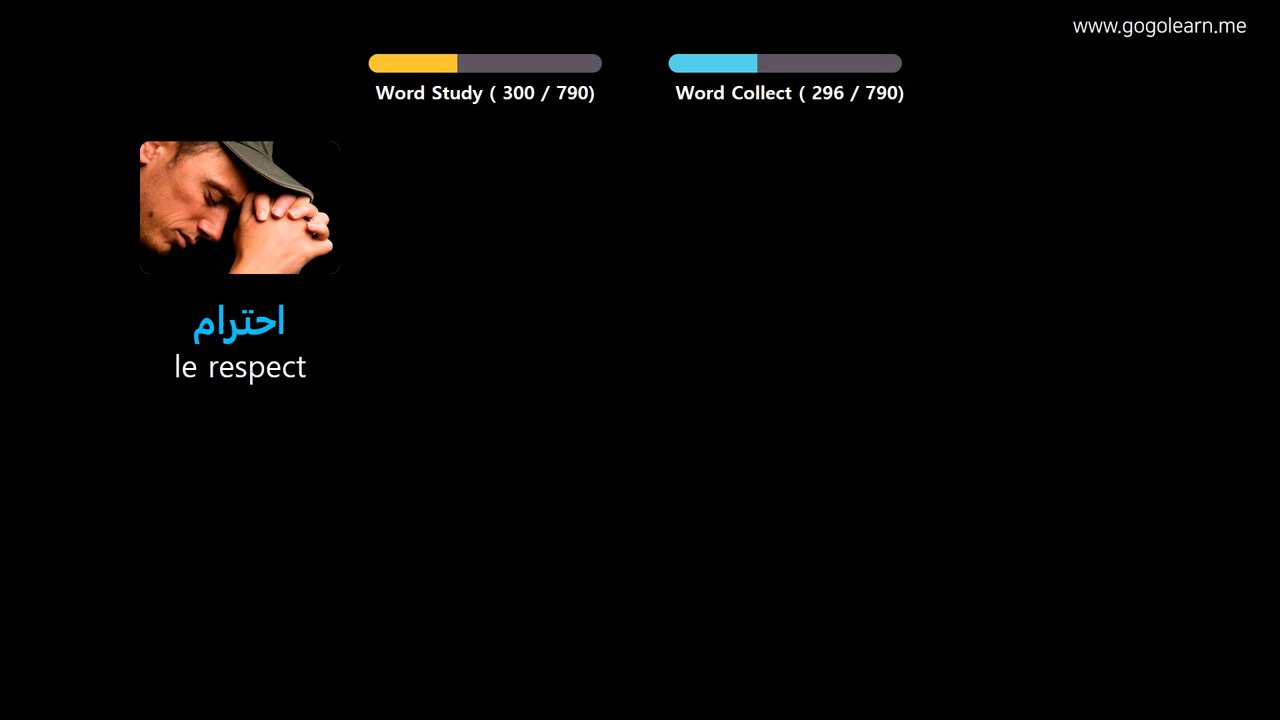 www.gogolearn.me
Word Study ( 300 / 790)
Word Collect ( 296 / 790)
احترام
le respect